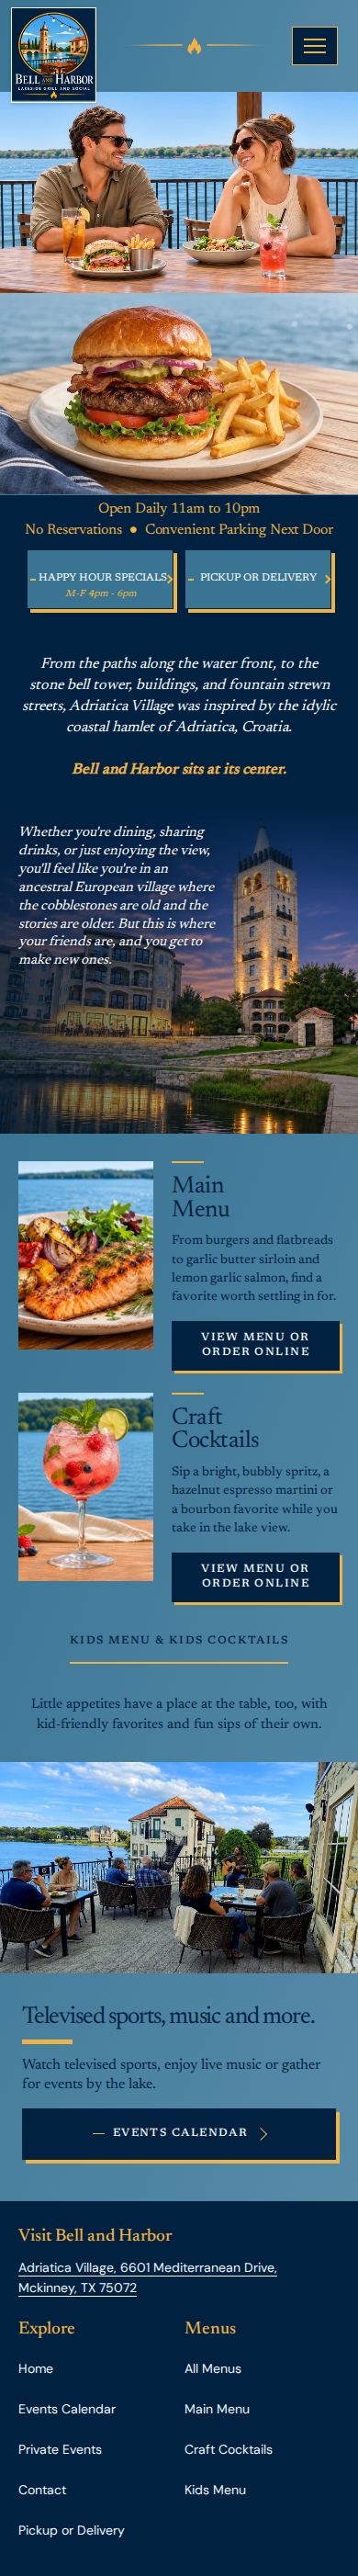 BELL AND HARBOR
LAKESIDE GRILL AND SOCIAL
Open Daily 11am to 10pm
No Reservations ● Convenient Parking Next Door
HAPPY HOUR SPECIALS
M-F 4pm - 6pm
PICKUP OR DELIVERY
From the paths along the water front, to the
stone bell tower, buildings, and fountain strewn
streets, Adriatica Village was inspired by the idylic
coastal hamlet of Adriatica, Croatia.
Bell and Harbor sits at its center.
Whether you're dining, sharing
drinks, or just enjoying the view,
you'll feel like you're in an
ancestral European village where
the cobblestones are old and the
stories are older. But this is where
your friends are, and you get to
make new ones.
Main
Menu
From burgers and flatbreads
to garlic butter sirloin and
lemon garlic salmon, find a
favorite worth settling in for.
VIEW MENU OR
ORDER ONLINE
Craft
Cocktails
Sip a bright, bubbly spritz, a
hazelnut espresso martini or
a bourbon favorite while you
take in the lake view.
VIEW MENU OR
ORDER ONLINE
KIDS MENU & KIDS COCKTAILS
Little appetites have a place at the table, too, with
kid-friendly favorites and fun sips of their own.
Televised sports, music and more.
Watch televised sports, enjoy live music or gather
for events by the lake.
— EVENTS CALENDAR
Visit Bell and Harbor
Adriatica Village, 6601 Mediterranean Drive,
Mckinney, TX 75072
Explore
Home
Events Calendar
Private Events
Contact
Pickup or Delivery
Menus
All Menus
Main Menu
Craft Cocktails
Kids Menu